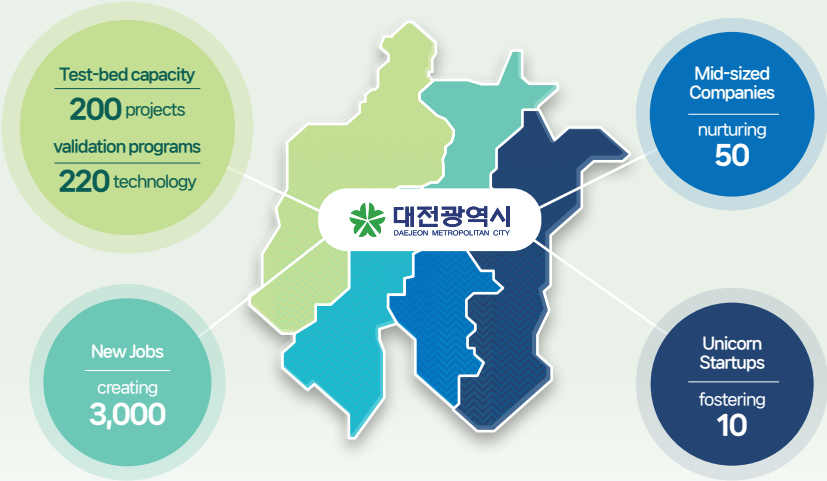 Test-bed capacity
200 projects
validation programs
220 technology
Mid-sized
Companies
nurturing
50
대전광역시
DAEJEON METROPOLITAN CITY
New Jobs
creating
3,000
Unicorn
Startups
fostering
10